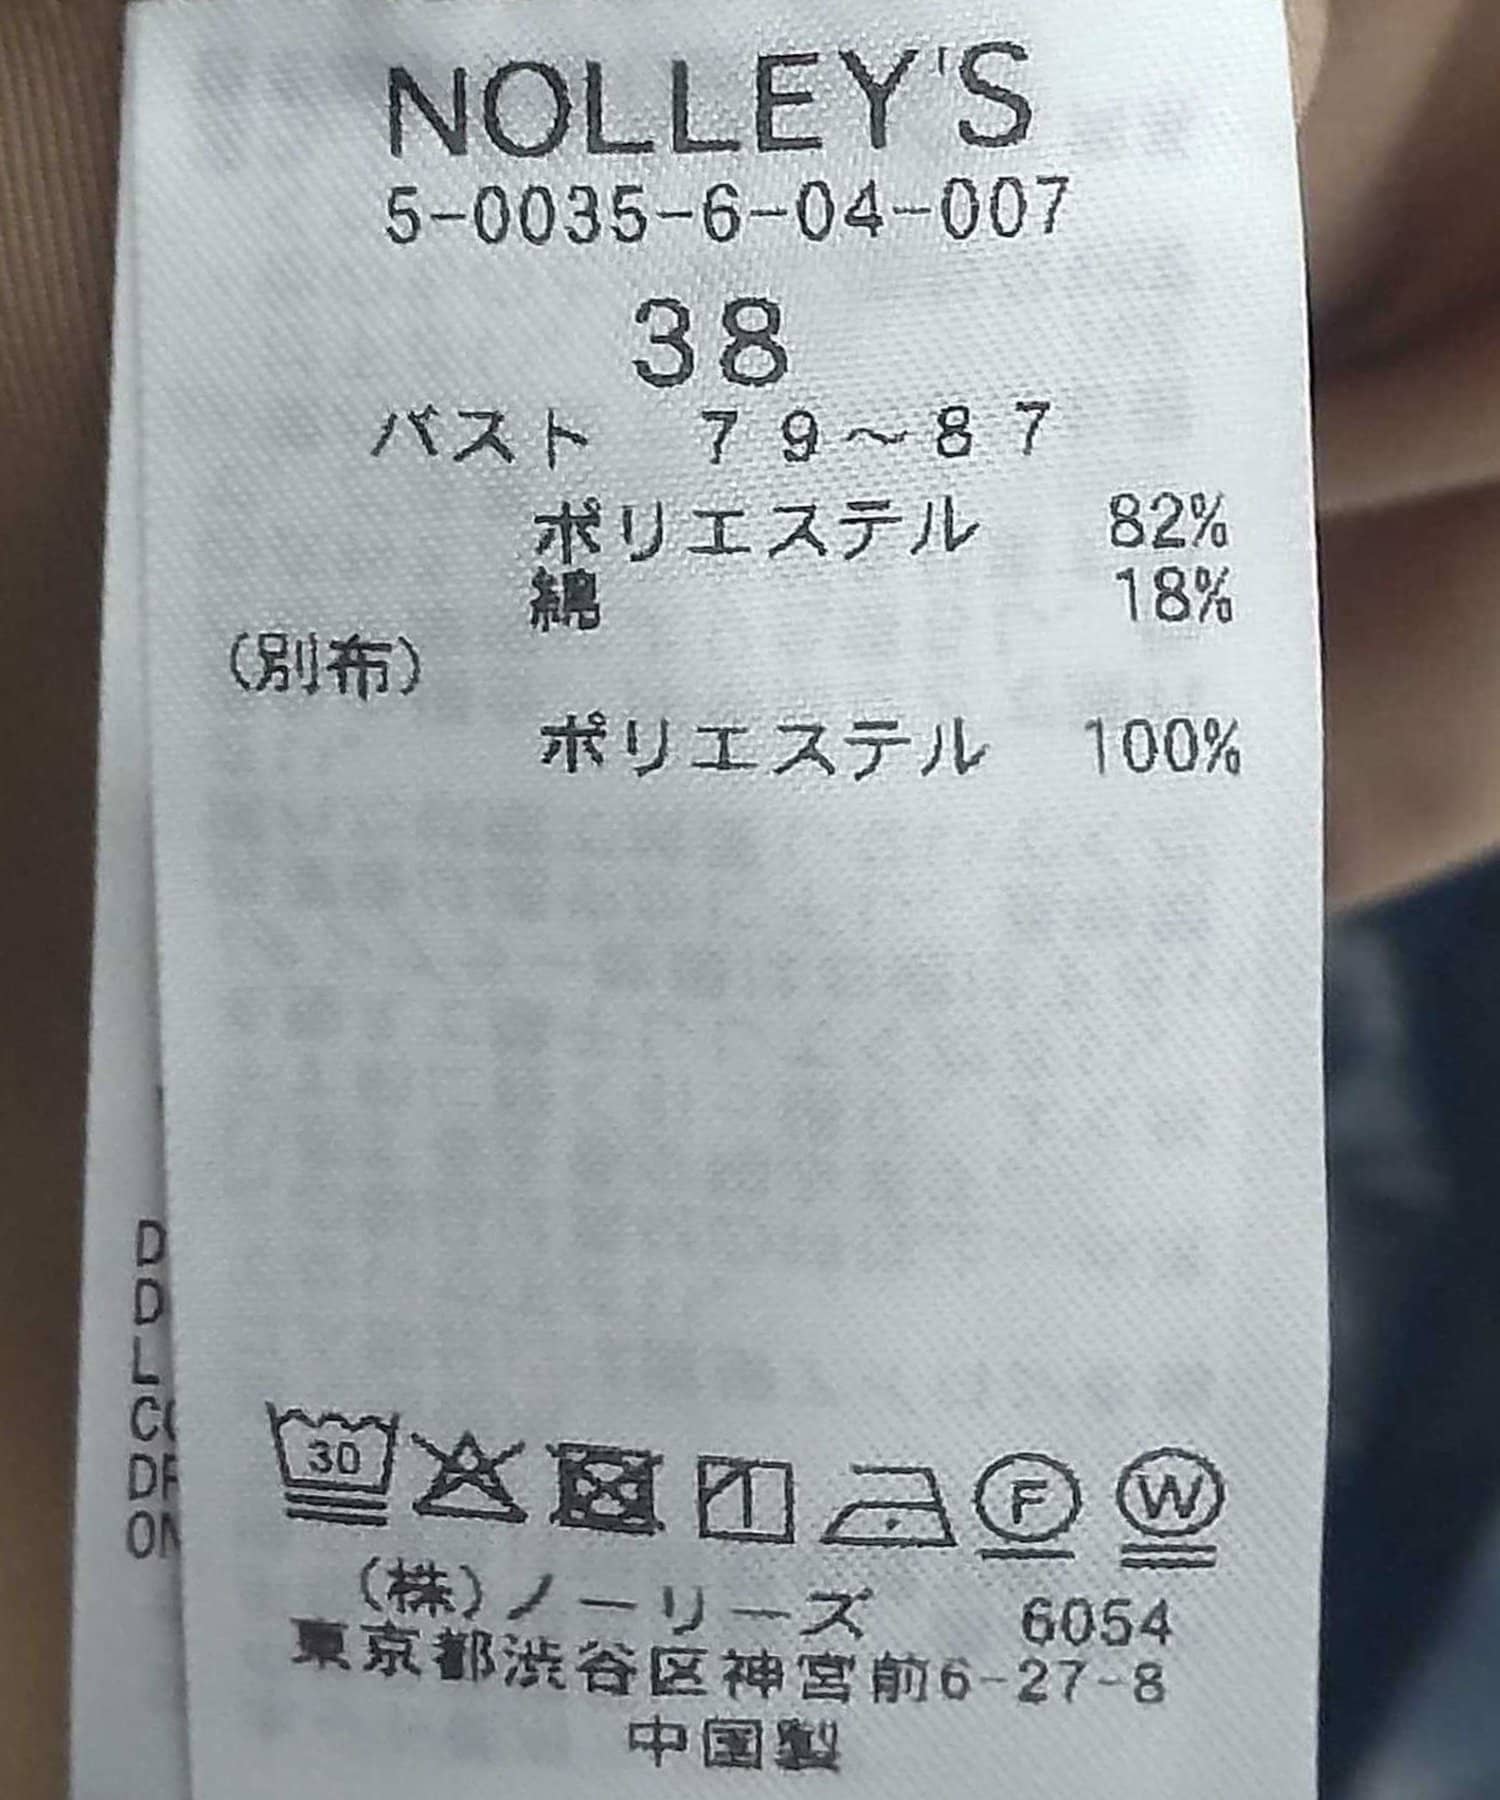 NOLLEY'S
5-0035-6-04-007
38
バスト 79～87
ポリエステル 82%
綿 18%
(別布)
ポリエステル 100%
D
D
L
DR
ON
30
F
W
(株)ノーリーズ 6054
東京都渋谷区神宮前6-27-8
中国製